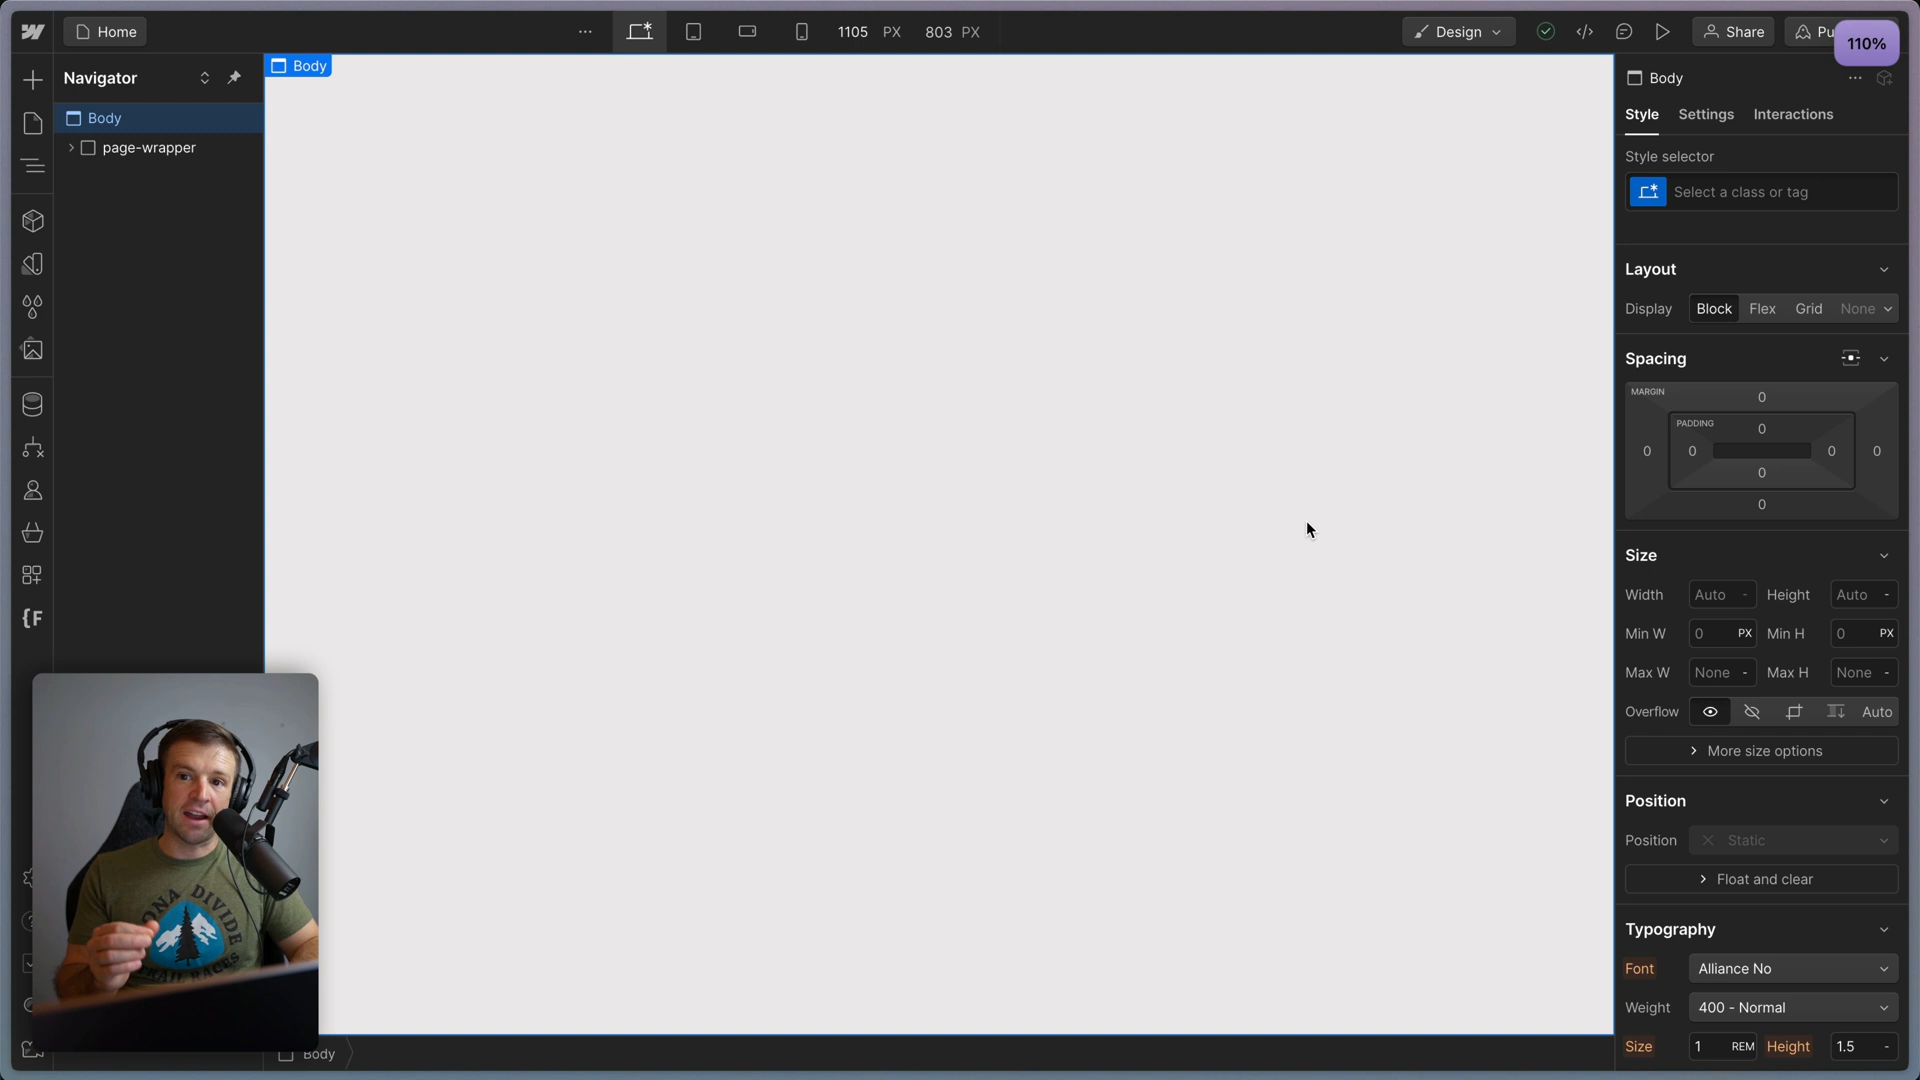 Home
1105 PX 803 PX
Design
Share
Pu
110%
Navigator
Body
page-wrapper
Body
Body
Style Settings Interactions
Style selector
Select a class or tag
Layout
Display Block Flex Grid None
Spacing
MARGIN
0
PADDING
0
0 0 0 0
0
0
Size
Width Auto - Height Auto -
Min W 0 PX Min H 0 PX
Max W None - Max H None -
Overflow Auto
More size options
Position
Position Static
Float and clear
Typography
Font Alliance No
Weight 400 - Normal
Size 1 REM Height 1.5 -
{F
ONA DIVIDE
TRAIL RACES
Body